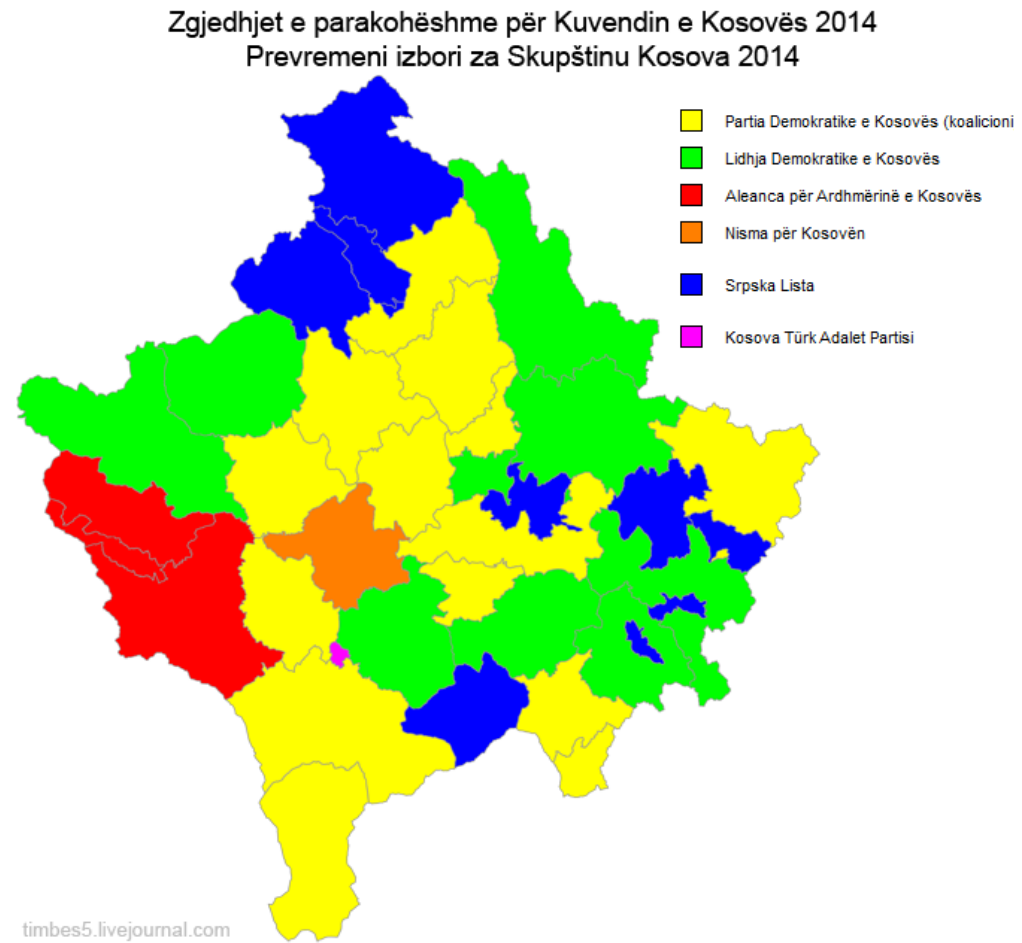 Zgjedhjet e parakohëshme për Kuvendin e Kosovës 2014
Prevremeni izbori za Skupštinu Kosova 2014
Partia Demokratike e Kosovës (koalicioni
Lidhja Demokratike e Kosovës
Aleanca për Ardhmërinë e Kosovës
Nisma për Kosovën
Srpska Lista
Kosova Türk Adalet Partisi
timbes5.livejournal.com